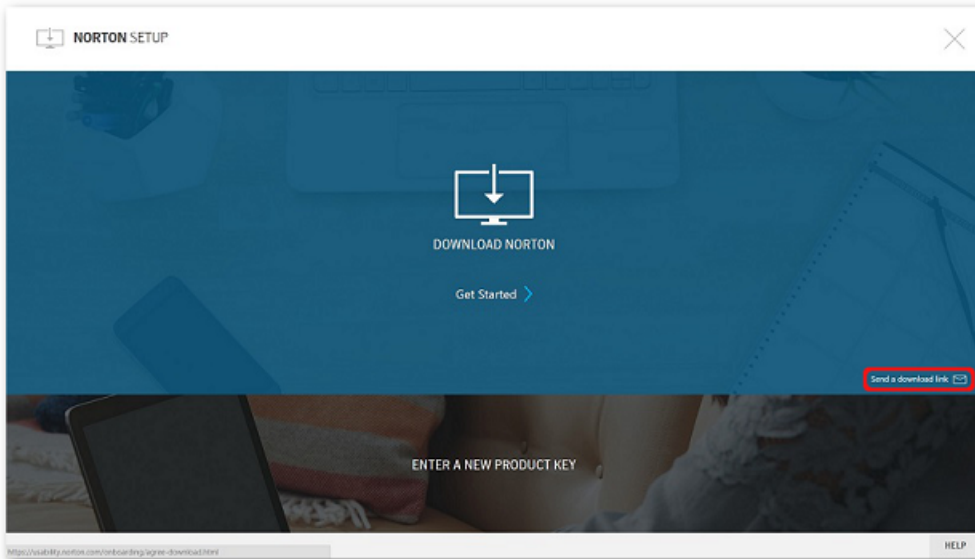 NORTON SETUP
DOWNLOAD NORTON
Get Started
Send a download link
ENTER A NEW PRODUCT KEY
HELP
https://usability.norton.com/onboarding/agree-download.html